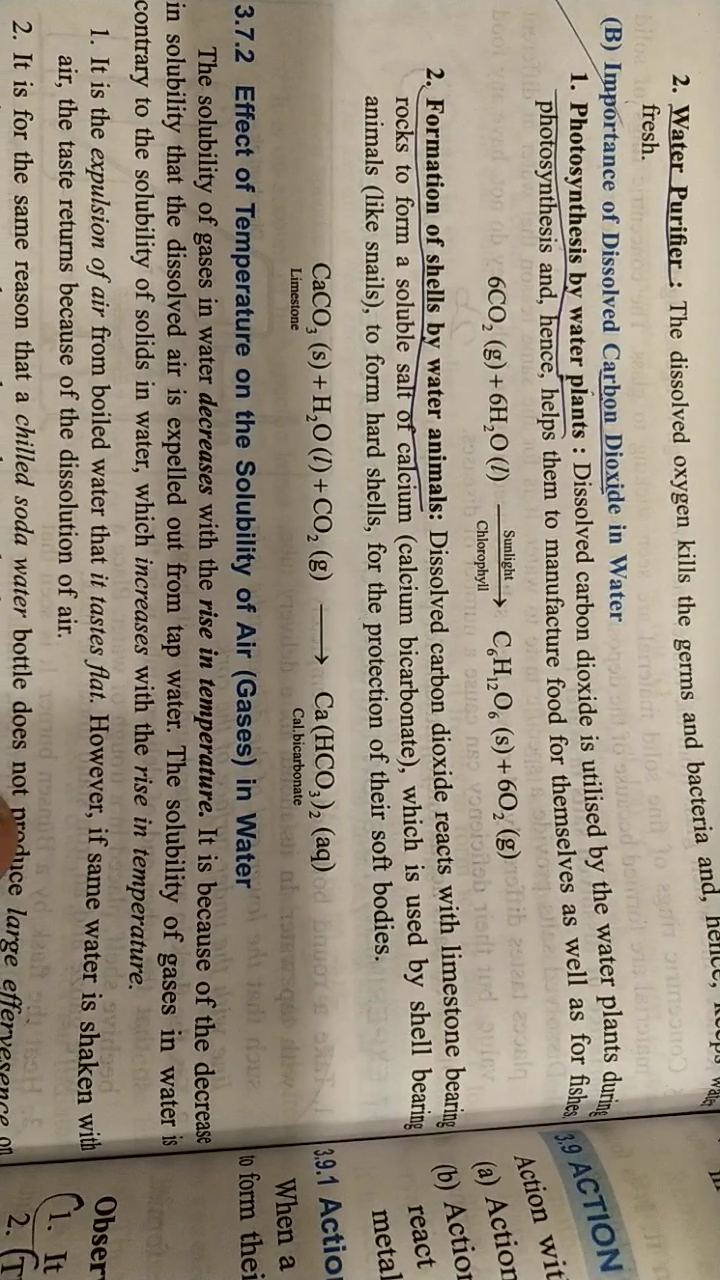 2. Water Purifier : The dissolved oxygen kills the germs and bacteria and, hence, keeps
fresh.
(B) Importance of Dissolved Carbon Dioxide in Water
1. Photosynthesis by water plants : Dissolved carbon dioxide is utilised by the water plants during
photosynthesis and, hence, helps them to manufacture food for themselves as well as for fishes.
6CO₂ (g) + 6H₂O (l) ⟶ C₆H₁₂O₆ (s) + 6O₂ (g)
Sunlight
Chlorophyll
2. Formation of shells by water animals: Dissolved carbon dioxide reacts with limestone bearing
rocks to form a soluble salt of calcium (calcium bicarbonate), which is used by shell bearing
animals (like snails), to form hard shells, for the protection of their soft bodies.
CaCO₃ (s) + H₂O (l) + CO₂ (g) ⟶ Ca(HCO₃)₂ (aq)
Limestone Cal.bicarbonate
3.7.2 Effect of Temperature on the Solubility of Air (Gases) in Water
The solubility of gases in water decreases with the rise in temperature. It is because of the decrease
in solubility that the dissolved air is expelled out from tap water. The solubility of gases in water is
contrary to the solubility of solids in water, which increases with the rise in temperature.
1. It is the expulsion of air from boiled water that it tastes flat. However, if same water is shaken with
air, the taste returns because of the dissolution of air.
2. It is for the same reason that a chilled soda water bottle does not produce large effervesence on
3.9 ACTION
Action wit
(a) Action
(b) Action
react
metal
3.9.1 Action
When a
to form thei
Obser
1. It
2. (T